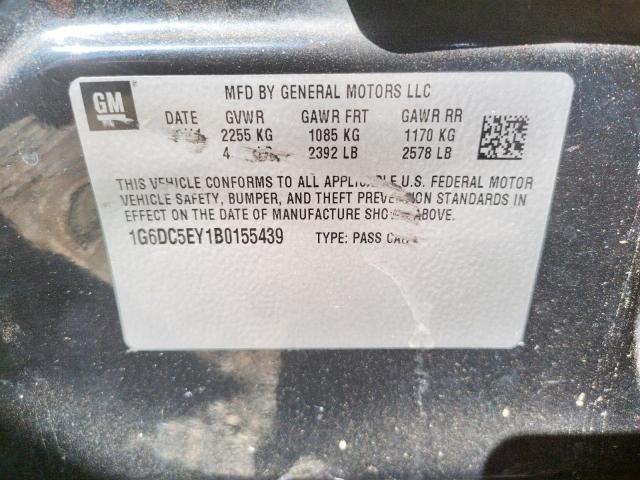 GM
MFD BY GENERAL MOTORS LLC
DATE GVWR GAWR FRT GAWR RR
2255 KG 1085 KG 1170 KG
2392 LB 2578 LB
THIS VEHICLE CONFORMS TO ALL APPLICABLE U.S. FEDERAL MOTOR
VEHICLE SAFETY, BUMPER, AND THEFT PREVENTION STANDARDS IN
EFFECT ON THE DATE OF MANUFACTURE SHOWN ABOVE.
1G6DC5EY1B0155439 TYPE: PASS CAR